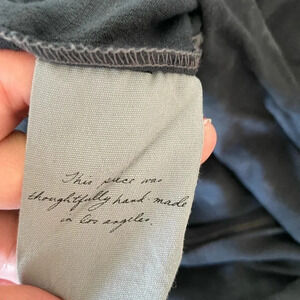 This piece was
thoughtfully hand made
in los angeles.